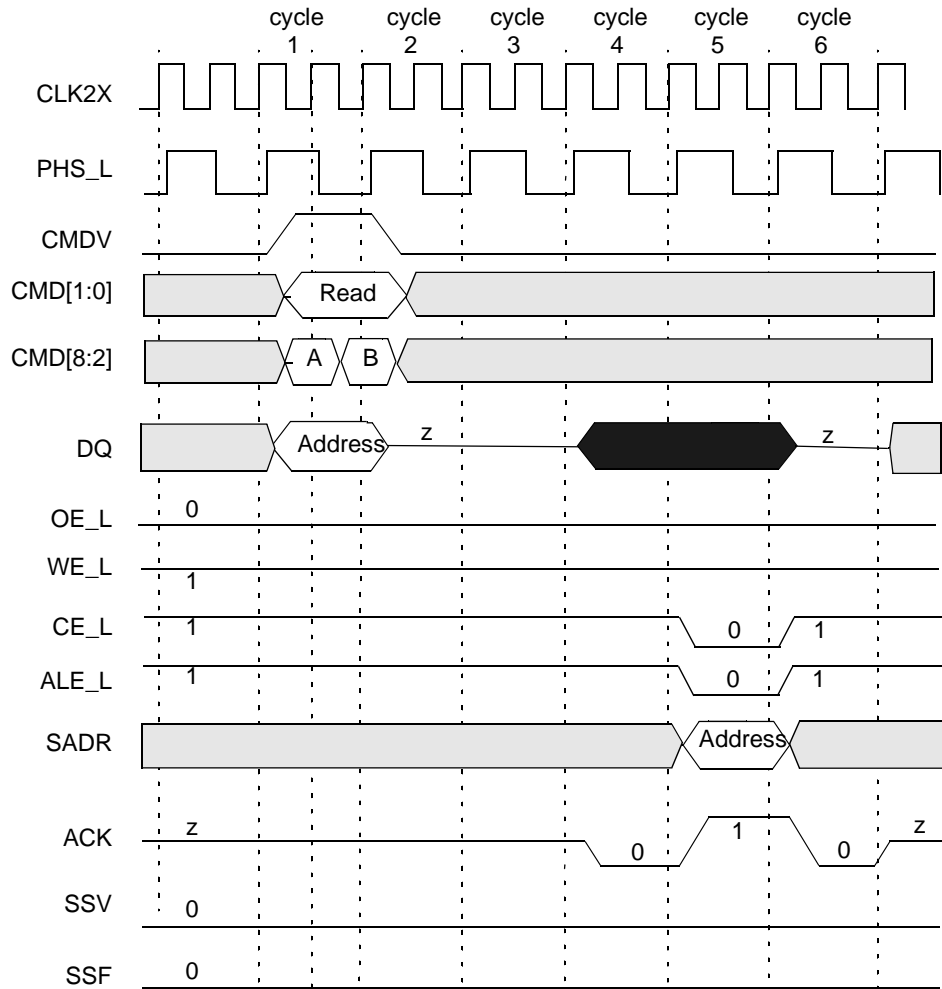 cycle cycle cycle cycle cycle cycle
1 2 3 4 5 6
CLK2X
PHS_L
CMDV
CMD[1:0] Read
CMD[8:2] A B
DQ Address z z
OE_L 0
WE_L 1
CE_L 1 0 1
ALE_L 1 0 1
SADR Address
ACK z 0 1 0 z
SSV 0
SSF 0